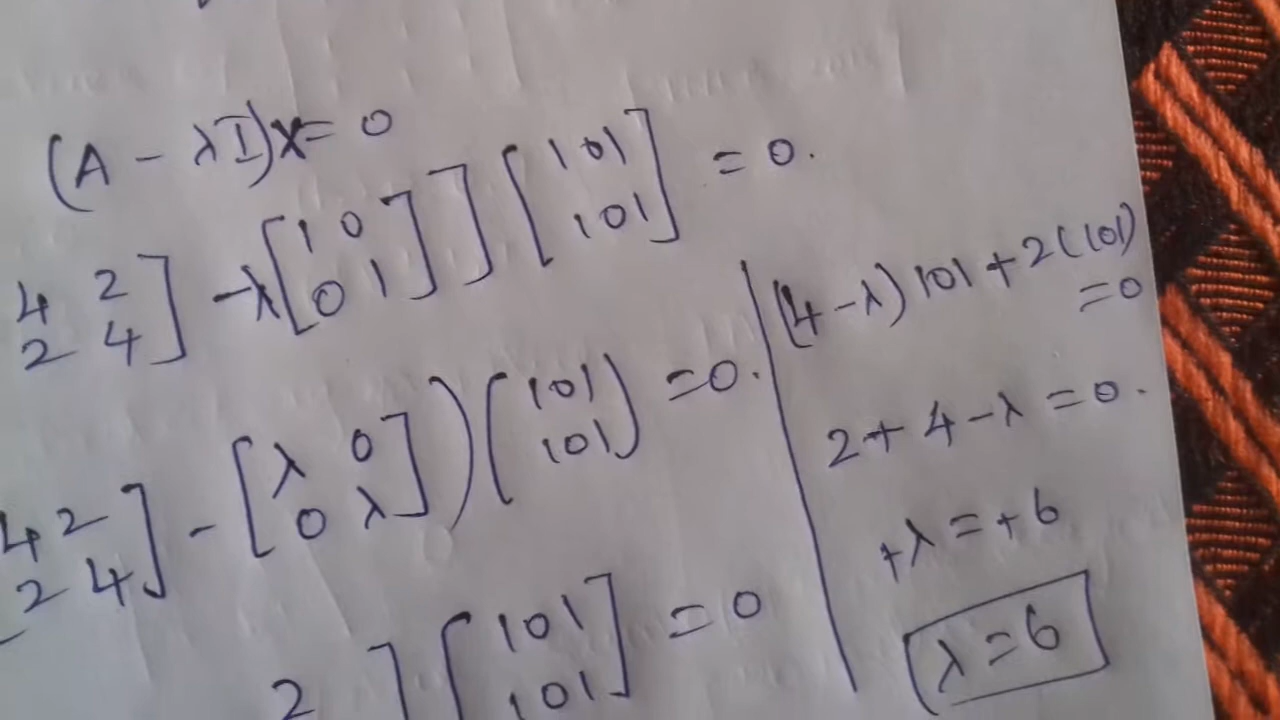 (A - λI)x = 0
4 2
2 4 ] - λ [ 1 0
0 1 ] ] [ 101
101 ] = 0.
4 2
2 4 ] - [ λ 0
0 λ ] ) ( 101
101 ) = 0.
2 ] [ 101
101 ] = 0
(4 - λ) 101 + 2(101)
= 0
2 + 4 - λ = 0.
+λ = +6
λ = 6